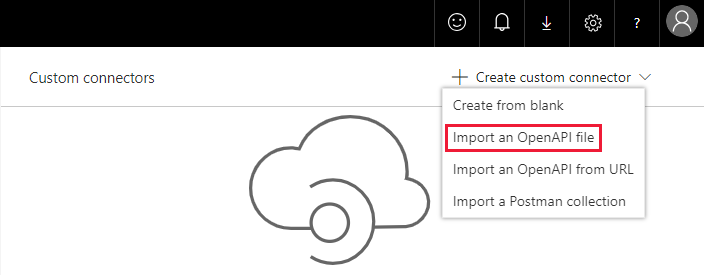 ?
Custom connectors
Create custom connector
Create from blank
Import an OpenAPI file
Import an OpenAPI from URL
Import a Postman collection